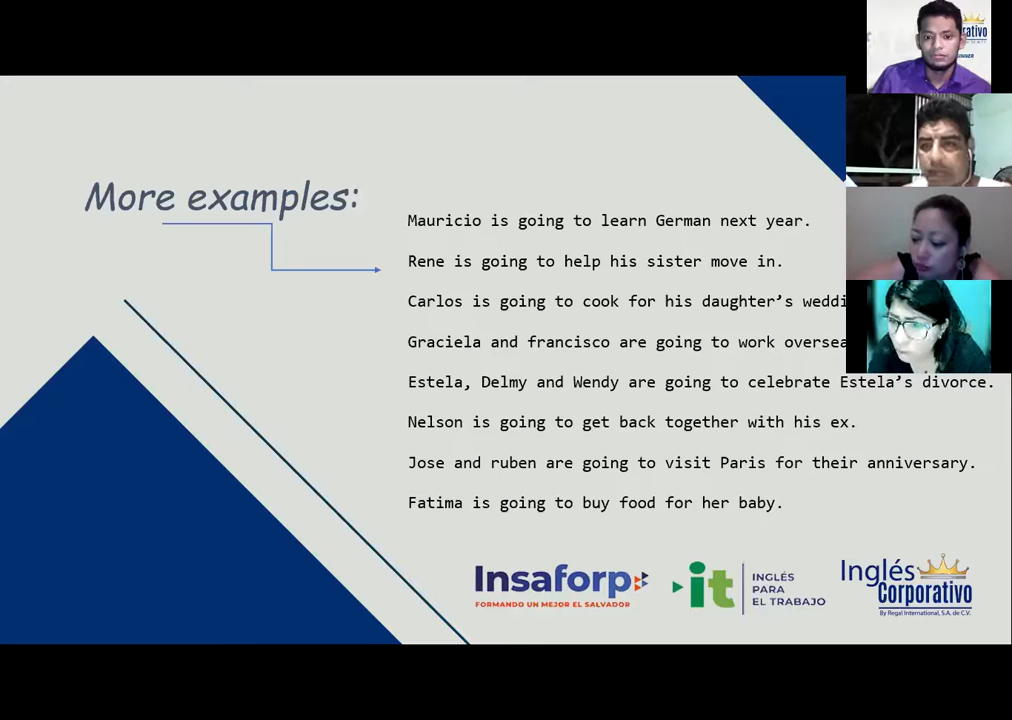 More examples:
Mauricio is going to learn German next year.
Rene is going to help his sister move in.
Carlos is going to cook for his daughter's
Graciela and francisco are going to work
Estela, Delmy and Wendy are going to celebrate Estela's divorce.
Nelson is going to get back together with his ex.
Jose and ruben are going to visit Paris for their anniversary.
Fatima is going to buy food for her baby.
Insaforp
FORMANDO UN MEJOR EL SALVADOR
it
INGLÉS
PARA
EL TRABAJO
Inglés
Corporativo
By Regal International, S.A. de C.V.